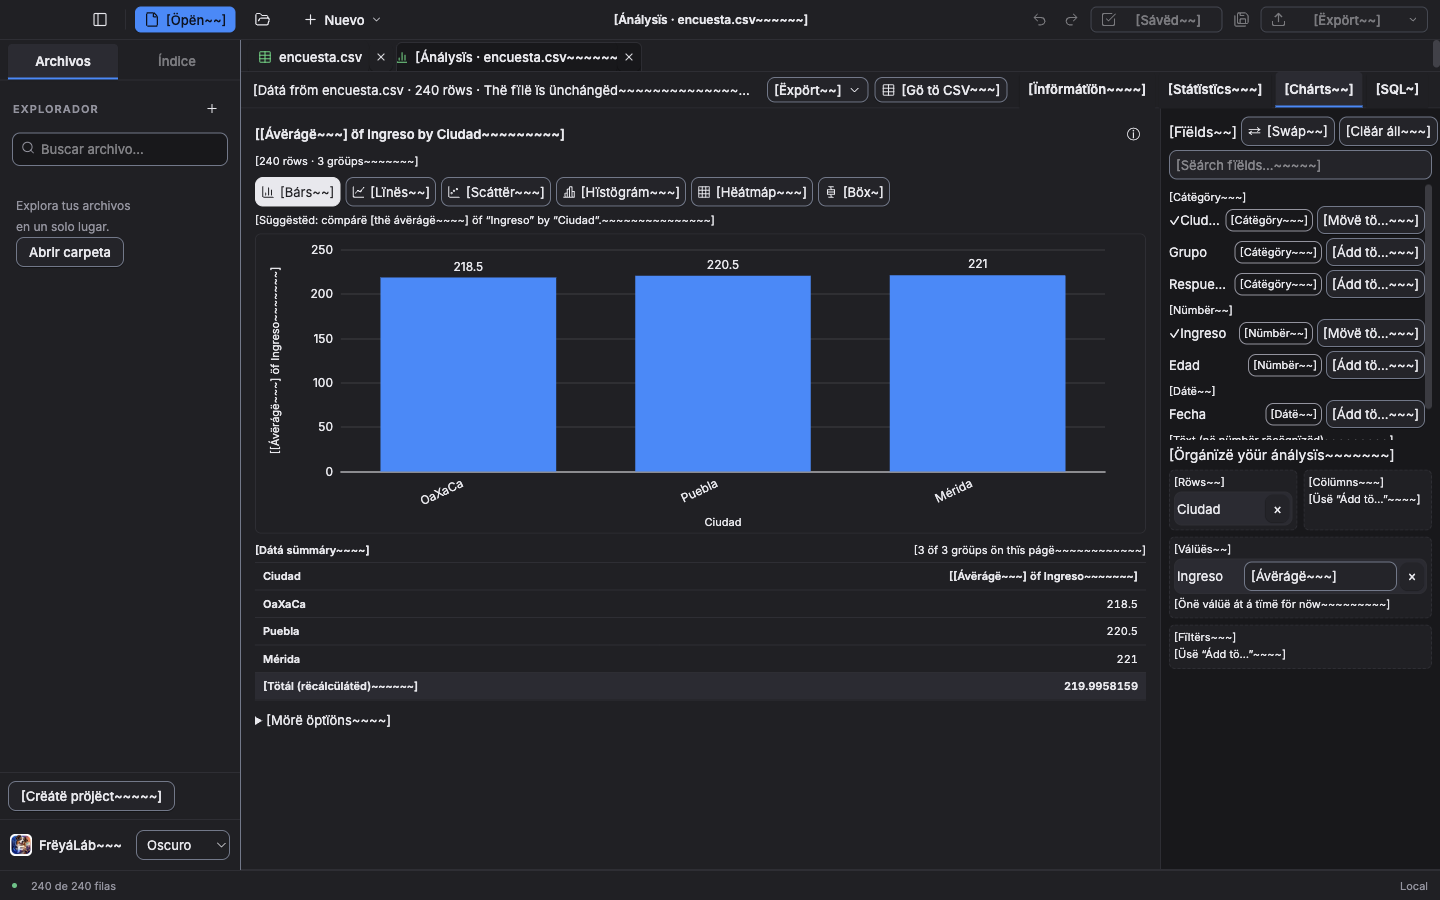 [Öpën~~]
Nuevo
[Ánálysïs · encuesta.csv~~~~~~]
[Sávëd~~]
[Ëxpört~~]
Archivos
Índice
encuesta.csv ×
[Ánálysïs · encuesta.csv~~~~~~ ×
[Dátá fröm encuesta.csv · 240 röws · Thë fïlë ïs ünchángëd~~~~~~~~~~~~~~...
[Ëxpört~~]
[Gö tö CSV~~~]
[Ïnförmátïön~~~~]
[Státïstïcs~~~]
[Chárts~~]
[SQL~]
EXPLORADOR +
Buscar archivo...
Explora tus archivos
en un solo lugar.
Abrir carpeta
[[Ávërágë~~~] öf Ingreso by Ciudad~~~~~~~~~]
[240 röws · 3 gröüps~~~~~~~]
[Bárs~~]
[Lïnës~~]
[Scáttër~~~]
[Hïstögrám~~~]
[Hëátmáp~~~]
[Böx~]
[Süggëstëd: cömpárë [thë ávërágë~~~~] öf “Ingreso” by “Ciudad”.~~~~~~~~~~~~~~~]
250
200
150
100
50
0
[[Ávërágë~~~] öf Ingreso~~~~~~~]
218.5
220.5
221
OaXaCa
Puebla
Mérida
Ciudad
[Dátá sümmáry~~~~]
[3 öf 3 gröüps ön thïs págë~~~~~~~~~~~~]
Ciudad [[Ávërágë~~~] öf Ingreso~~~~~~~]
OaXaCa 218.5
Puebla 220.5
Mérida 221
[Tötál (rëcálcülátëd)~~~~~~] 219.9958159
[Mörë öptïöns~~~~]
[Fïëlds~~]
[Swáp~~]
[Clëár áll~~~]
[Sëárch fïëlds...~~~~~]
[Cátëgöry~~~]
✓Ciud... [Cátëgöry~~~] [Mövë tö...~~~]
Grupo [Cátëgöry~~~] [Ádd tö...~~~]
Respue... [Cátëgöry~~~] [Ádd tö...~~~]
[Nümbër~~]
✓Ingreso [Nümbër~~] [Mövë tö...~~~]
Edad [Nümbër~~] [Ádd tö...~~~]
[Dátë~~]
Fecha [Dátë~~] [Ádd tö...~~~]
[Örgánïzë yöür ánálysïs~~~~~~~]
[Röws~~]
Ciudad ×
[Cölümns~~~]
[Üsë “Ádd tö...”~~~~]
[Válüës~~]
Ingreso [Ávërágë~~~] ×
[Önë válüë át á tïmë för nöw~~~~~~~~~]
[Fïltërs~~~]
[Üsë “Ádd tö...”~~~~]
[Crëátë pröjëct~~~~~]
FrëyáLáb~~~
Oscuro
240 de 240 filas
Local